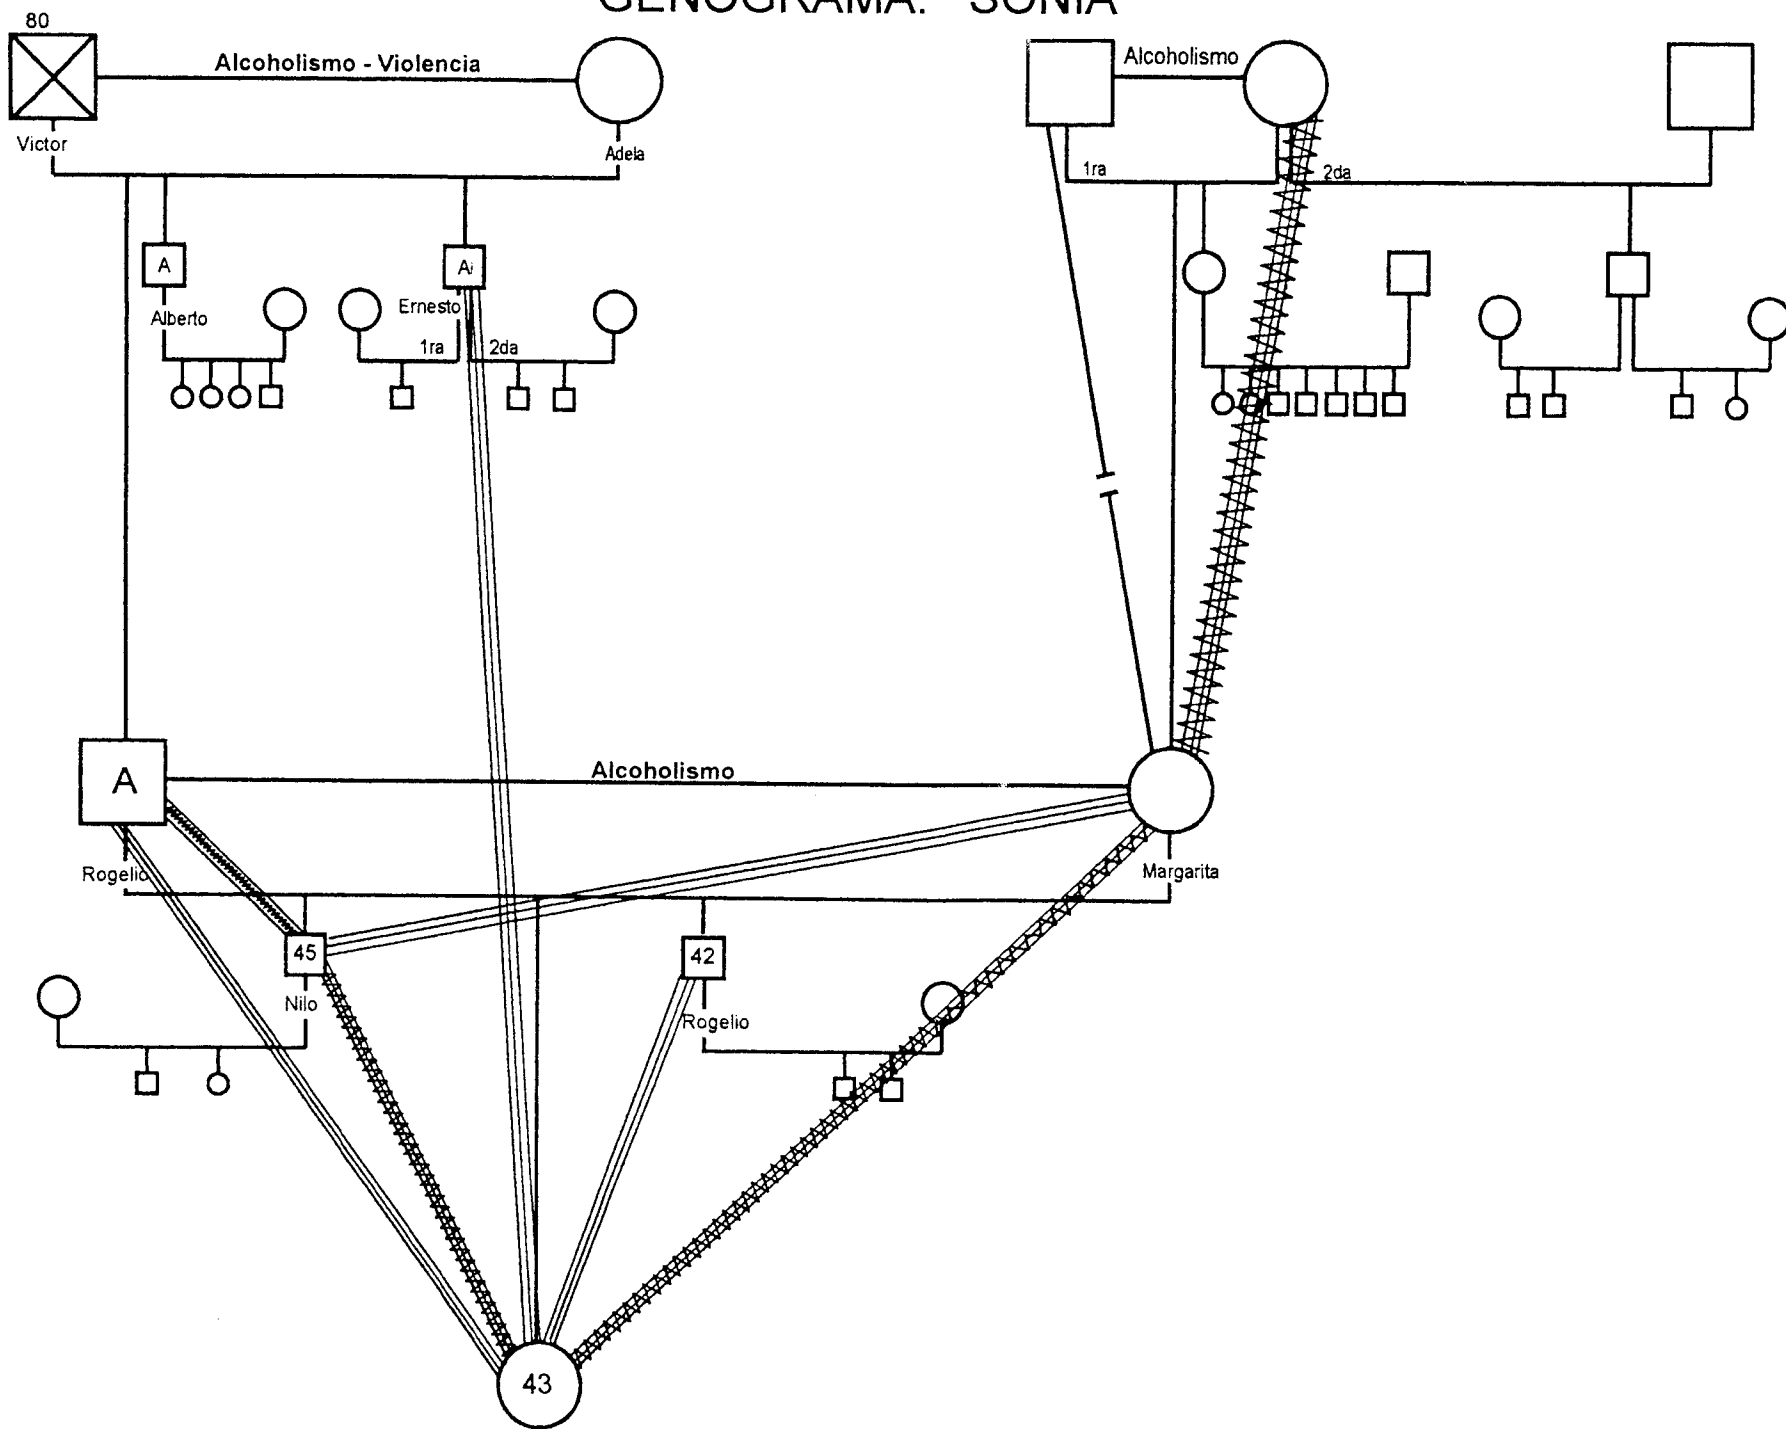 GENOGRAMA: SONIA
80
Alcoholismo - Violencia
Alcoholismo
Victor
Adela
1ra
2da
A
Ai
Alberto
Ernesto
1ra
2da
A
Alcoholismo
Rogelio
Margarita
45
42
Nilo
Rogelio
43